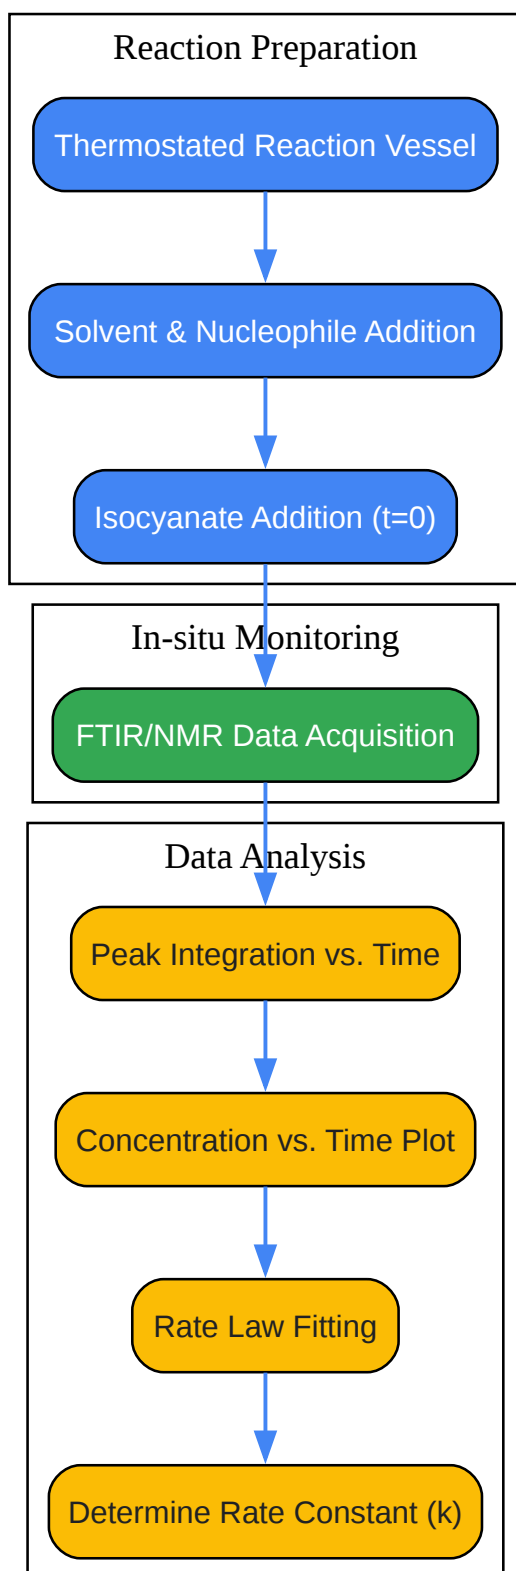 Reaction Preparation
Thermostated Reaction Vessel
Solvent & Nucleophile Addition
Isocyanate Addition (t=0)
In-situ Monitoring
FTIR/NMR Data Acquisition
Data Analysis
Peak Integration vs. Time
Concentration vs. Time Plot
Rate Law Fitting
Determine Rate Constant (k)